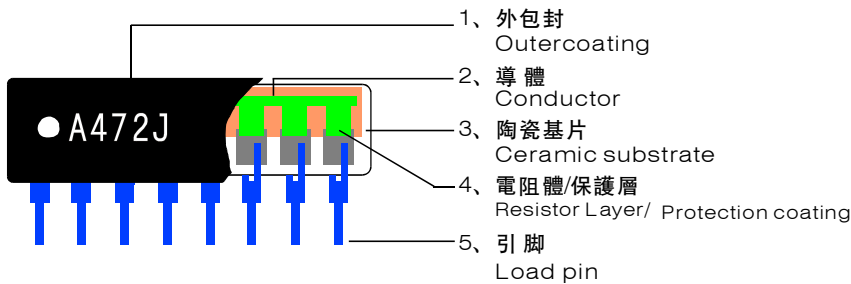 1、外包封
Outercoating
2、導 體
Conductor
A472J
3、陶瓷基片
Ceramic substrate
4、電阻體/保護層
Resistor Layer/ Protection coating
5、引 脚
Load pin